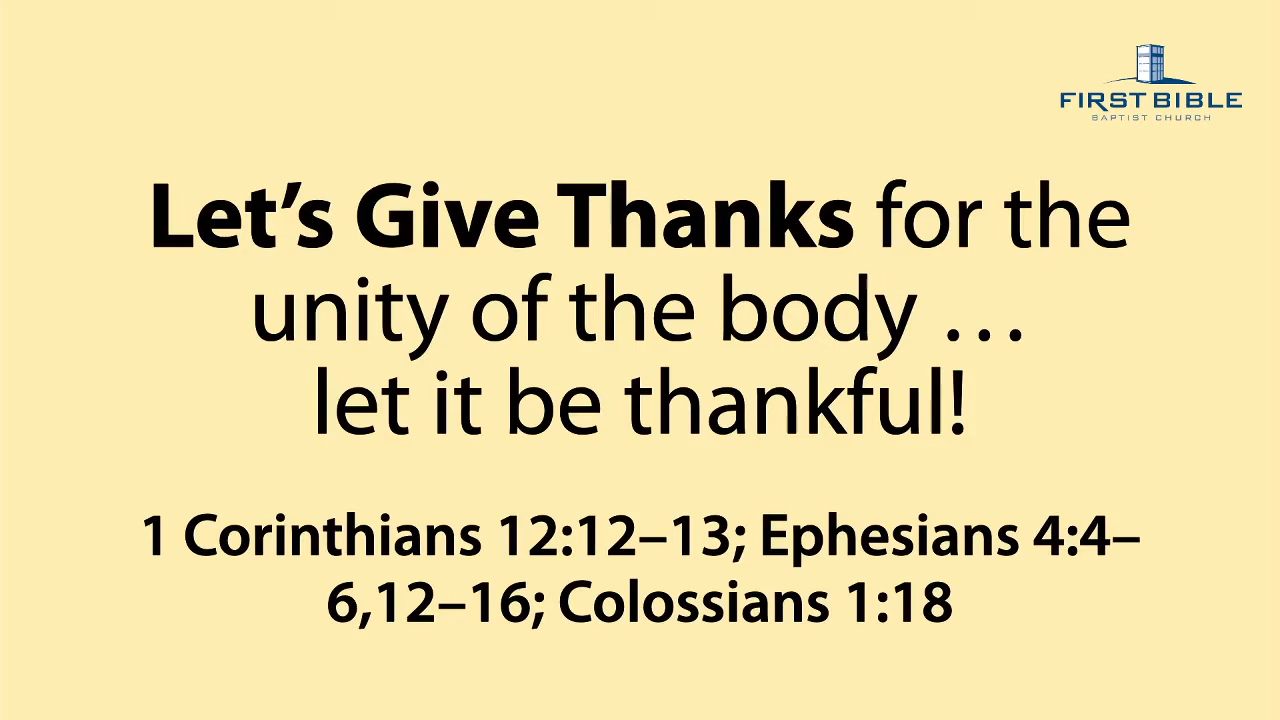 FIRST BIBLE
BAPTIST CHURCH
Let’s Give Thanks for the
unity of the body …
let it be thankful!
1 Corinthians 12:12–13; Ephesians 4:4–
6,12–16; Colossians 1:18